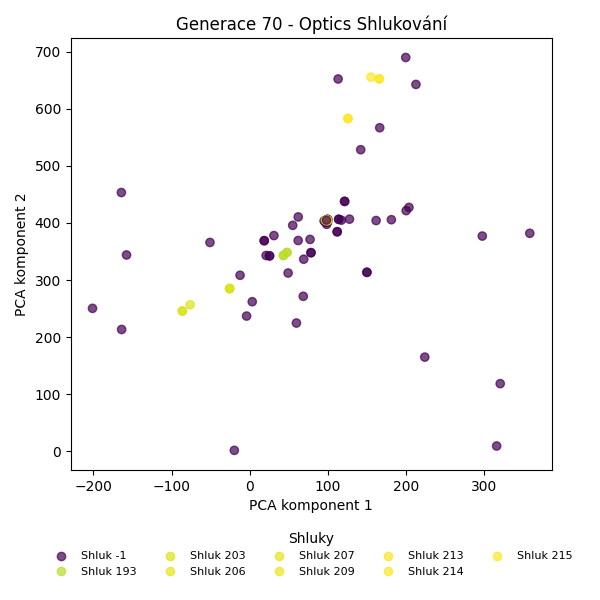 Generace 70 - Optics Shlukování
700
600
500
400
300
200
100
0
PCA komponent 2
−200 −100 0 100 200 300
PCA komponent 1
Shluky
Shluk -1 Shluk 203 Shluk 207 Shluk 213 Shluk 215
Shluk 193 Shluk 206 Shluk 209 Shluk 214